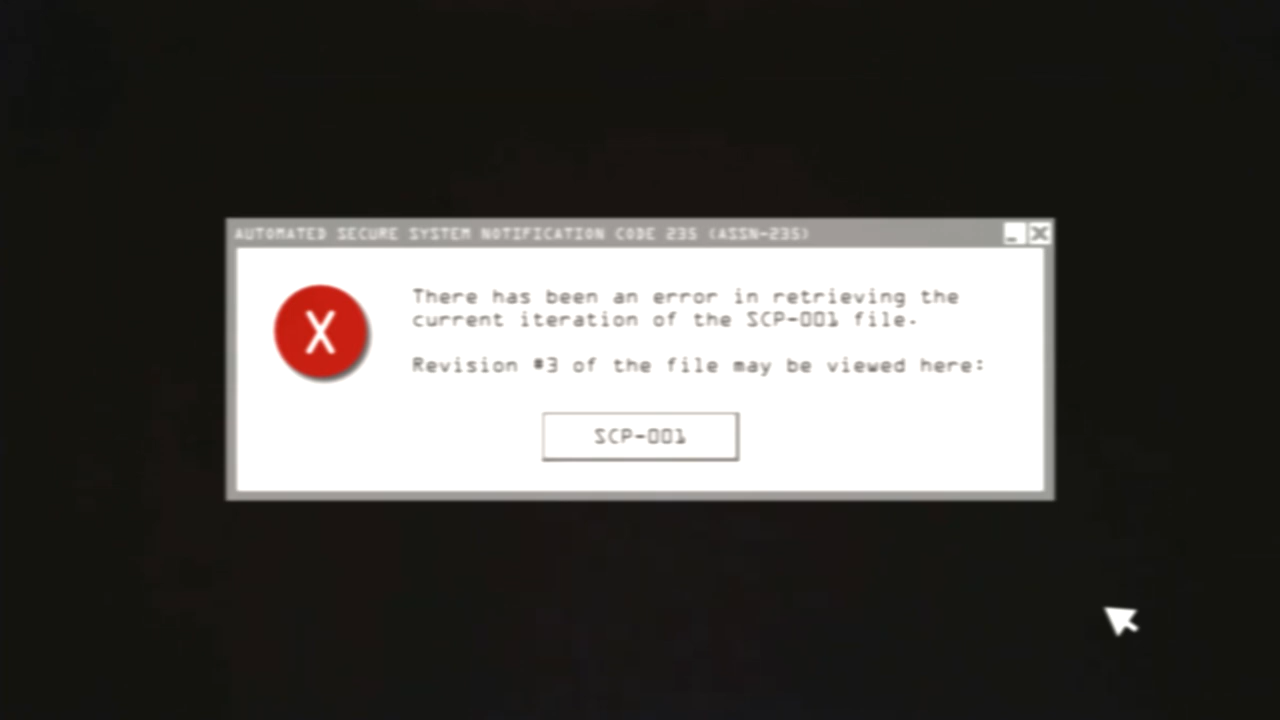 AUTOMATED SECURE SYSTEM NOTIFICATION CODE 235 (ASSN-235)
There has been an error in retrieving the
current iteration of the SCP-001 file.
Revision #3 of the file may be viewed here:
SCP-001